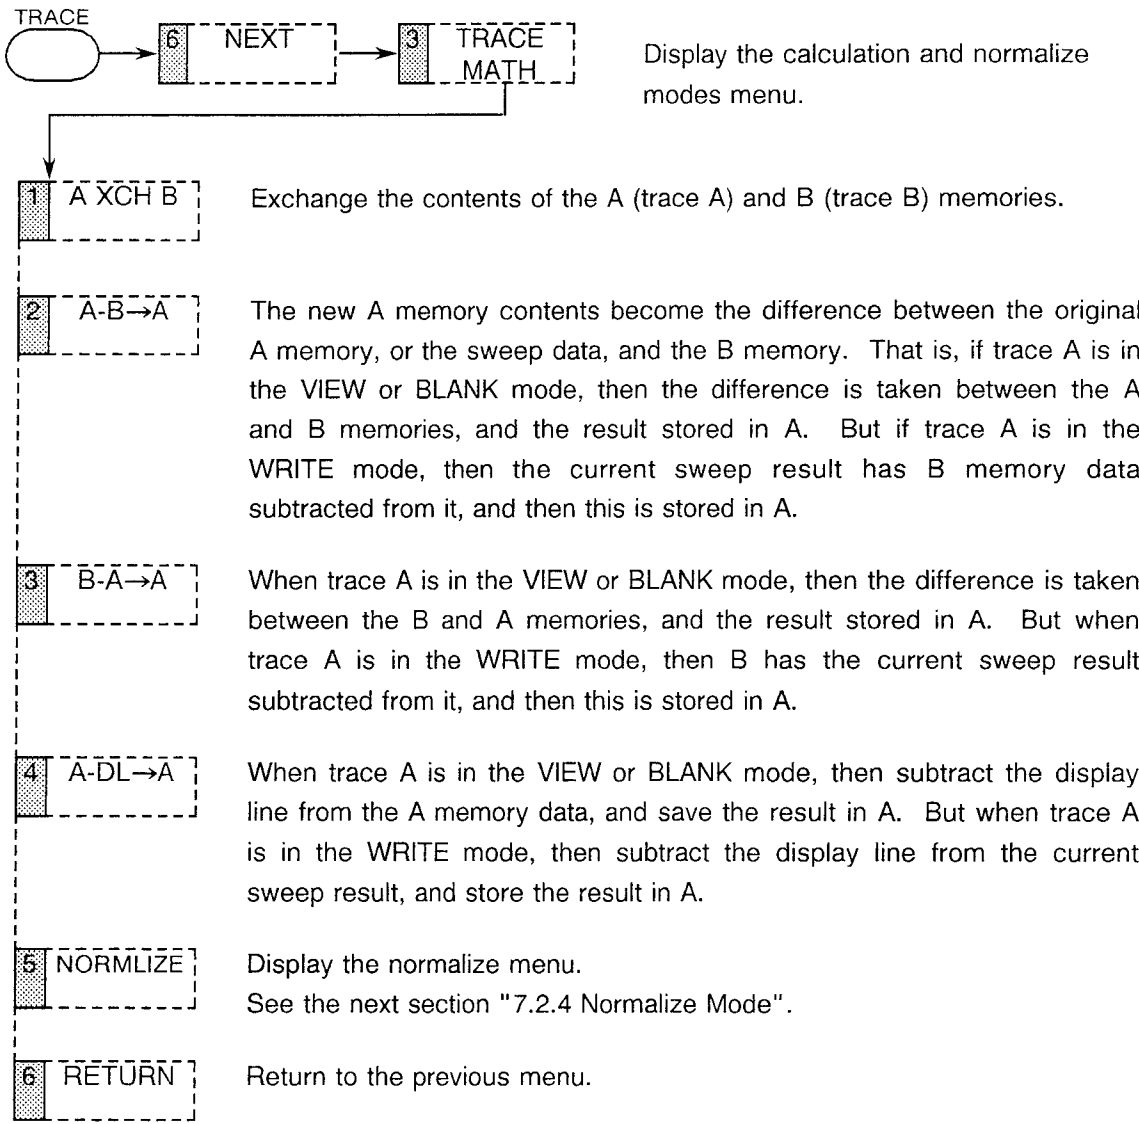 TRACE
6 NEXT 3 TRACE
MATH
Display the calculation and normalize
modes menu.
1 A XCH B Exchange the contents of the A (trace A) and B (trace B) memories.
2 A-B→A The new A memory contents become the difference between the original
A memory, or the sweep data, and the B memory. That is, if trace A is in
the VIEW or BLANK mode, then the difference is taken between the A
and B memories, and the result stored in A. But if trace A is in the
WRITE mode, then the current sweep result has B memory data
subtracted from it, and then this is stored in A.
3 B-A→A When trace A is in the VIEW or BLANK mode, then the difference is taken
between the B and A memories, and the result stored in A. But when
trace A is in the WRITE mode, then B has the current sweep result
subtracted from it, and then this is stored in A.
4 A-DL→A When trace A is in the VIEW or BLANK mode, then subtract the display
line from the A memory data, and save the result in A. But when trace A
is in the WRITE mode, then subtract the display line from the current
sweep result, and store the result in A.
5 NORMLIZE Display the normalize menu.
See the next section "7.2.4 Normalize Mode".
6 RETURN Return to the previous menu.